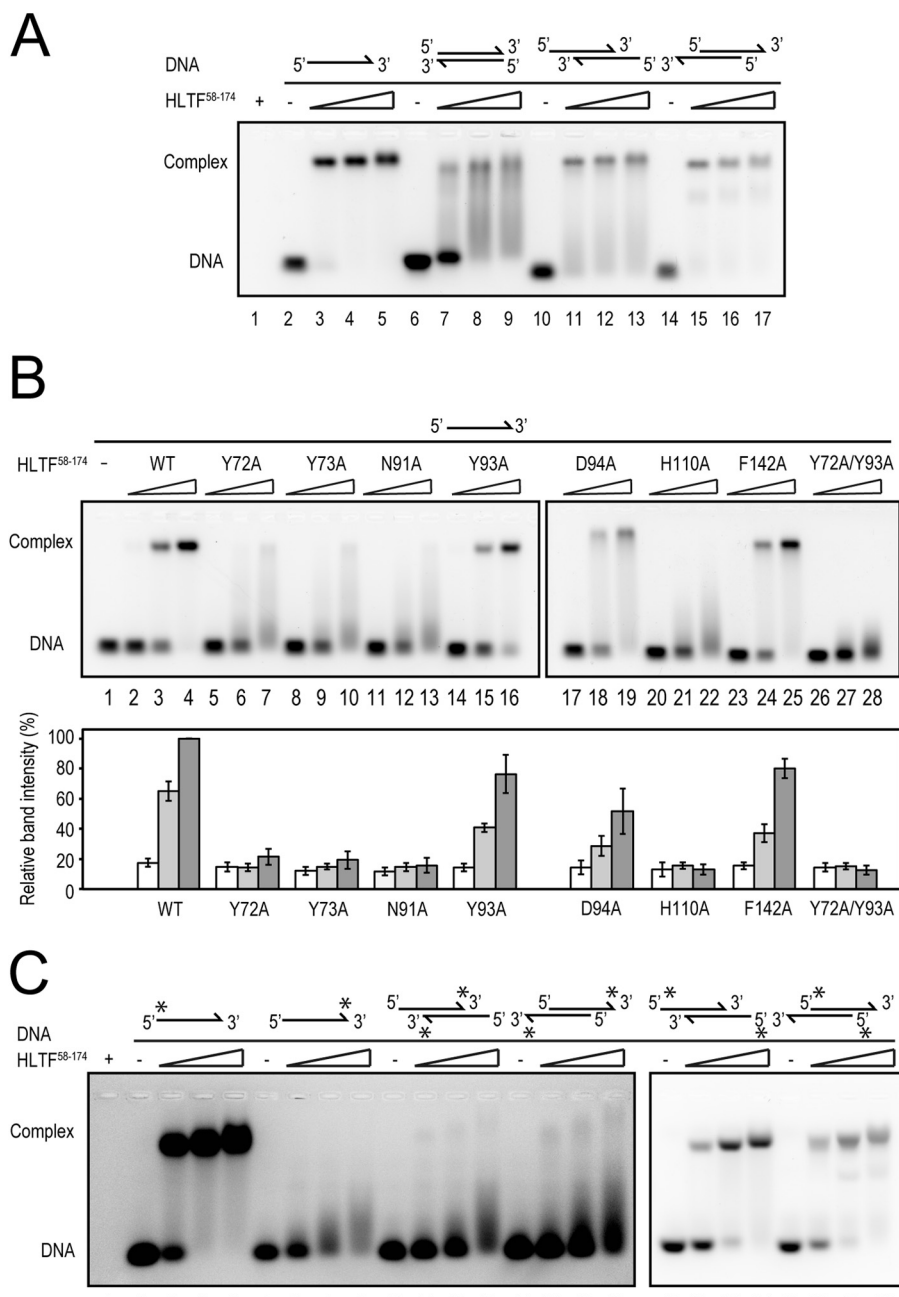 A
5’ 3’ 5’ 3’ 5’ 3’ 5’ 3’
DNA 3’ 5’ 3’ 5’ 3’ 5’
HLTF58-174 + - - - -
Complex
DNA
1 2 3 4 5 6 7 8 9 10 11 12 13 14 15 16 17
B
5’ 3’
HLTF58-174 - WT Y72A Y73A N91A Y93A D94A H110A F142A Y72A/Y93A
Complex
DNA
1 2 3 4 5 6 7 8 9 10 11 12 13 14 15 16 17 18 19 20 21 22 23 24 25 26 27 28
Relative band intensity (%)
100
80
60
40
20
0
WT Y72A Y73A N91A Y93A D94A H110A F142A Y72A/Y93A
C
* * * * * *
5’ 3’ 5’ 3’ 5’ 3’ 5’ 3’ 5’ 3’ 5’ 3’
DNA 3’ 5’ 3’ 5’ 3’ 5’ 3’ 5’
* * * *
HLTF58-174 + - - - - - -
Complex
DNA